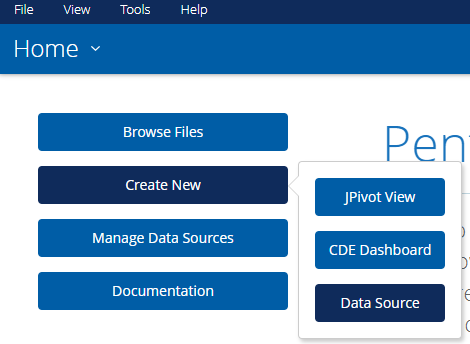 File View Tools Help
Home
Browse Files
Create New
Manage Data Sources
Documentation
JPivot View
CDE Dashboard
Data Source